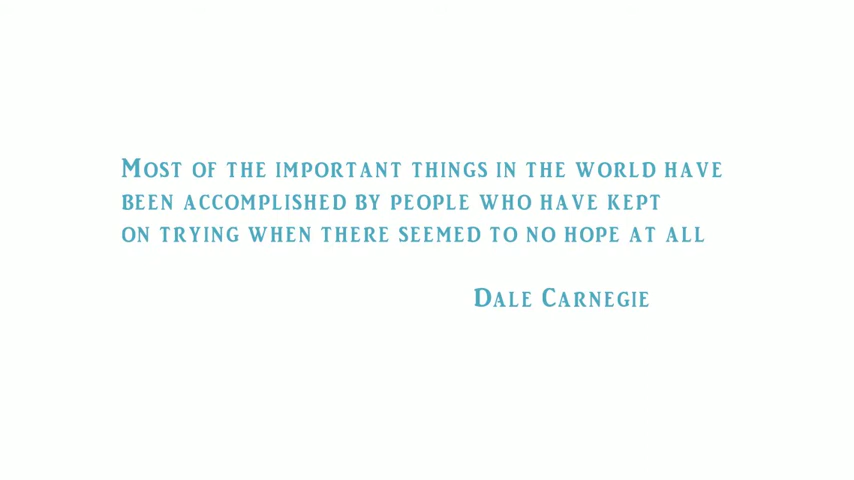 Most of the important things in the world have
been accomplished by people who have kept
on trying when there seemed to no hope at all
Dale Carnegie